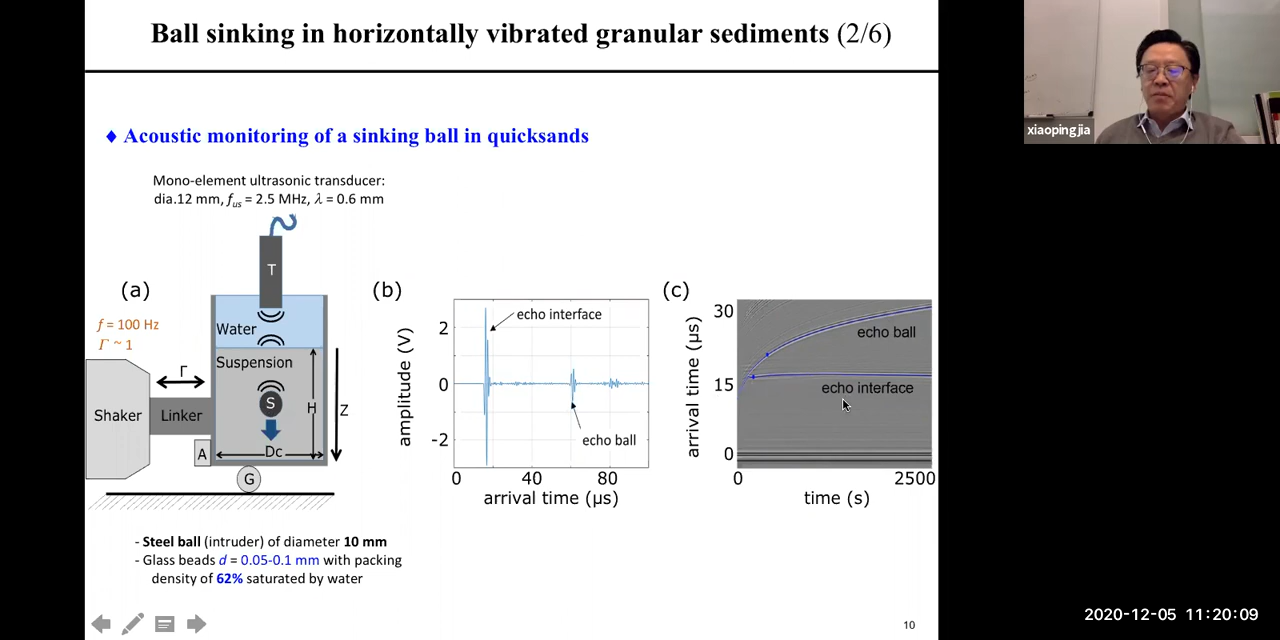 Ball sinking in horizontally vibrated granular sediments (2/6)
xiaoping jia
♦ Acoustic monitoring of a sinking ball in quicksands
Mono-element ultrasonic transducer:
dia.12 mm, fus = 2.5 MHz, λ = 0.6 mm
(a)
f = 100 Hz
Γ ~ 1
T
Water
Suspension
Γ
Shaker
Linker
S
H
Z
A
Dc
G
(b)
amplitude (V)
2
0
-2
echo interface
echo ball
0 40 80
arrival time (µs)
(c)
arrival time (µs)
30
15
0
echo ball
echo interface
0 2500
time (s)
- Steel ball (intruder) of diameter 10 mm
- Glass beads d = 0.05-0.1 mm with packing
density of 62% saturated by water
10
2020-12-05 11:20:09